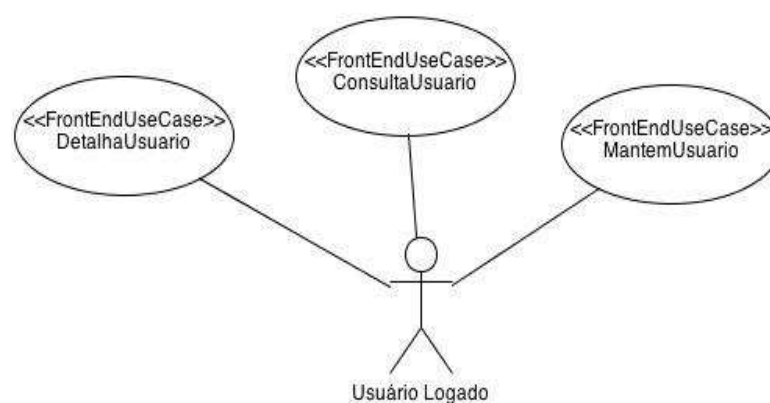 <<FrontEndUseCase>>
DetalhaUsuario
<<FrontEndUseCase>>
ConsultaUsuario
<<FrontEndUseCase>>
MantemUsuario
Usuário Logado